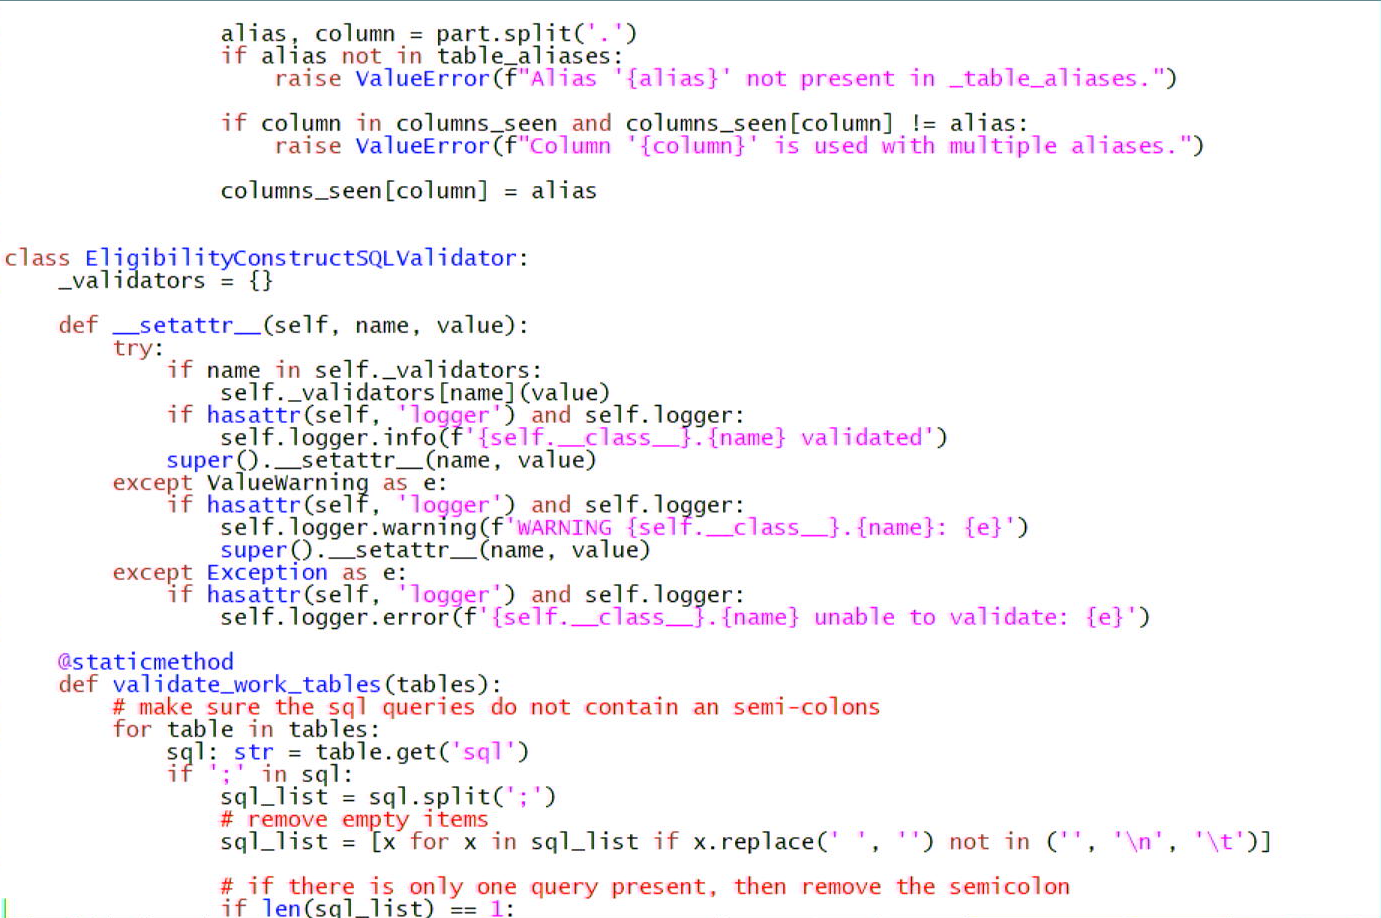 alias, column = part.split('.')
if alias not in table_aliases:
raise ValueError(f"Alias '{alias}' not present in _table_aliases.")
if column in columns_seen and columns_seen[column] != alias:
raise ValueError(f"Column '{column}' is used with multiple aliases.")
columns_seen[column] = alias
class EligibilityConstructSQLValidator:
_validators = {}
def __setattr__(self, name, value):
try:
if name in self._validators:
self._validators[name](value)
if hasattr(self, 'logger') and self.logger:
self.logger.info(f'{self.__class__}.{name} validated')
super().__setattr__(name, value)
except ValueWarning as e:
if hasattr(self, 'logger') and self.logger:
self.logger.warning(f'WARNING {self.__class__}.{name}: {e}')
super().__setattr__(name, value)
except Exception as e:
if hasattr(self, 'logger') and self.logger:
self.logger.error(f'{self.__class__}.{name} unable to validate: {e}')
@staticmethod
def validate_work_tables(tables):
# make sure the sql queries do not contain an semi-colons
for table in tables:
sql: str = table.get('sql')
if ';' in sql:
sql_list = sql.split(';')
# remove empty items
sql_list = [x for x in sql_list if x.replace(' ', '') not in ('', '\n', '\t')]
# if there is only one query present, then remove the semicolon
if len(sql_list) == 1: